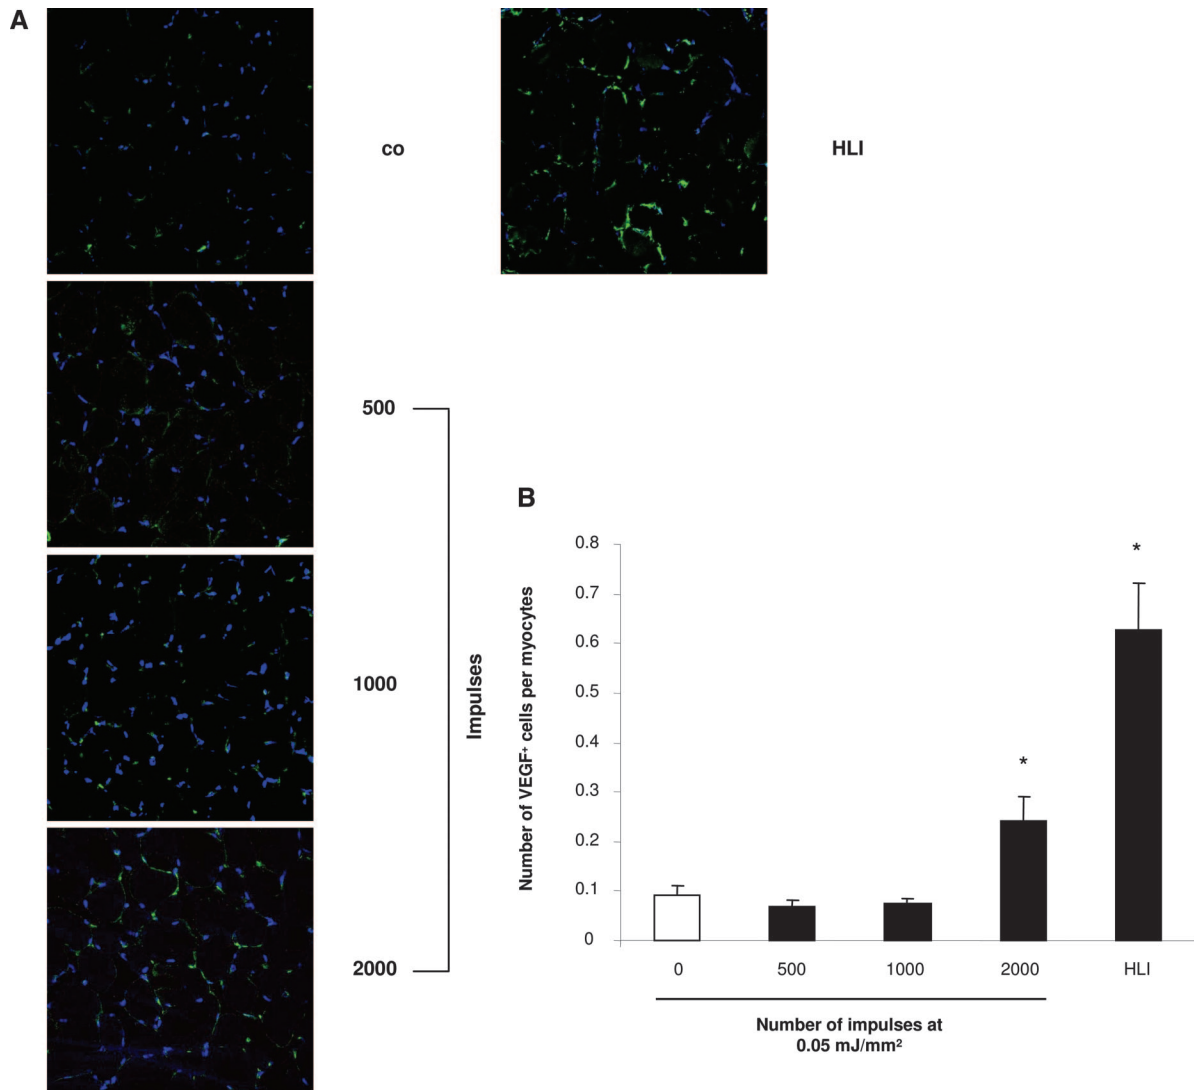 A
co
HLI
500
1000
2000
Impulses
B
Number of VEGF⁺ cells per myocytes
0.8
0.7
0.6
0.5
0.4
0.3
0.2
0.1
0
*
*
0 500 1000 2000 HLI
Number of impulses at
0.05 mJ/mm²